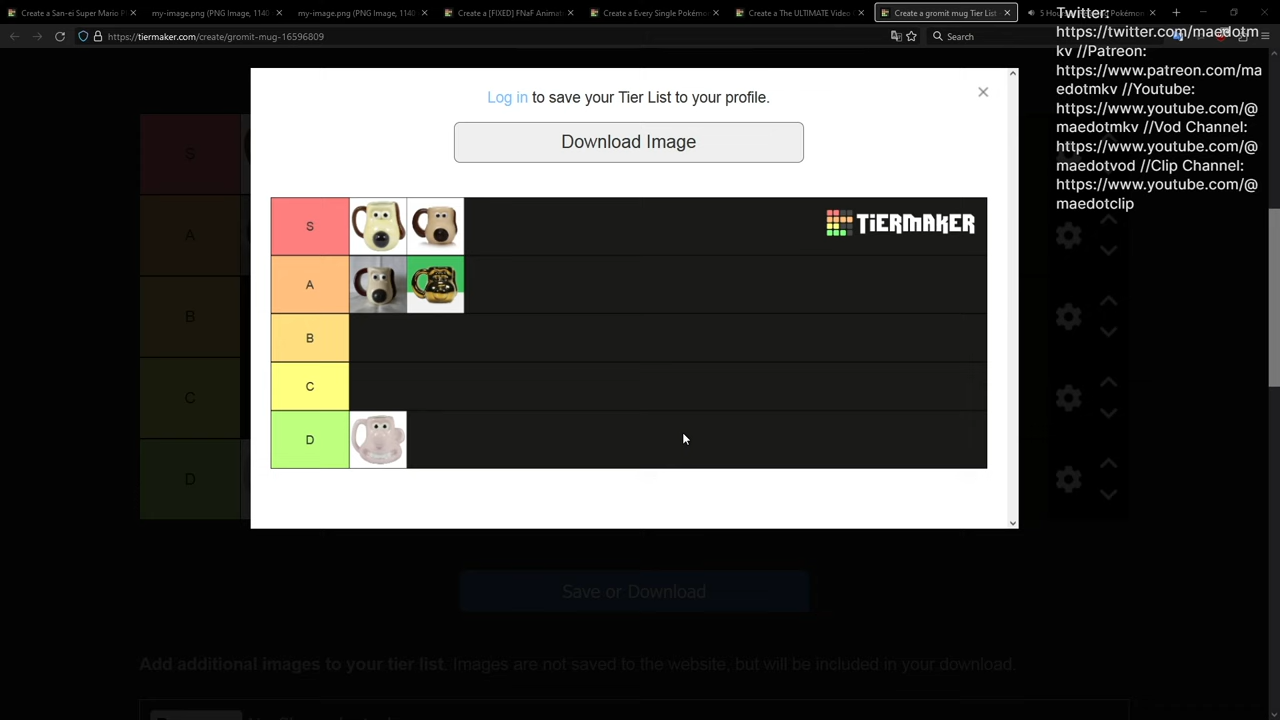 Create a San-ei Super Mario P
my-image.png (PNG Image, 1140
my-image.png (PNG Image, 1140
Create a [FIXED] FNaF Animat
Create a Every Single Pokémo
Create a The ULTIMATE Video
Create a gromit mug Tier List
5 Hou
Pokémon
https://tiermaker.com/create/gromit-mug-16596809
Search
Twitter:
https://twitter.com/maedotm
kv //Patreon:
https://www.patreon.com/ma
edotmkv //Youtube:
https://www.youtube.com/@
maedotmkv //Vod Channel:
https://www.youtube.com/@
maedotvod //Clip Channel:
https://www.youtube.com/@
maedotclip
Log in to save your Tier List to your profile.
Download Image
S
TIERMAKER
A
B
C
D
S
A
B
C
D
Save or Download
Add additional images to your tier list. Images are not saved to the website, but will be included in your download.